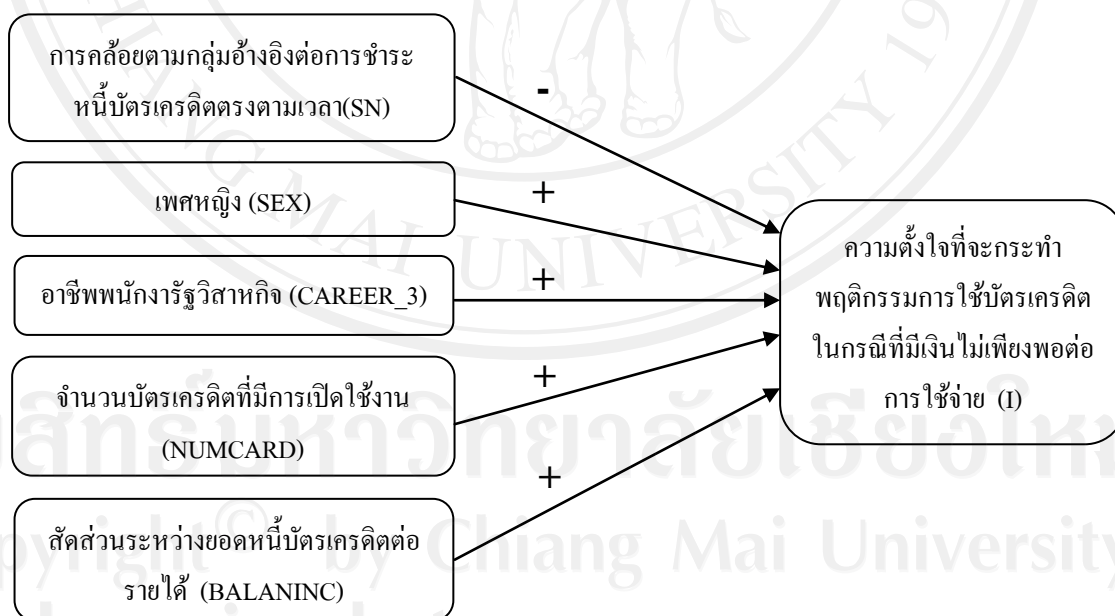 การคล้อยตามกลุ่มอ้างอิงต่อการชำระ
หนี้บัตรเครดิตตรงตามเวลา(SN)
-
เพศหญิง (SEX)
+
อาชีพพนักงารัฐวิสาหกิจ (CAREER_3)
+
จำนวนบัตรเครดิตที่มีการเปิดใช้งาน
(NUMCARD)
+
สัดส่วนระหว่างยอดหนี้บัตรเครดิตต่อ
รายได้ (BALANINC)
+
ความตั้งใจที่จะกระทำ
พฤติกรรมการใช้บัตรเครดิต
ในกรณีที่มีเงินไม่เพียงพอต่อ
การใช้จ่าย (I)
MAI UNIVERSITY 19
by Chiang Mai University